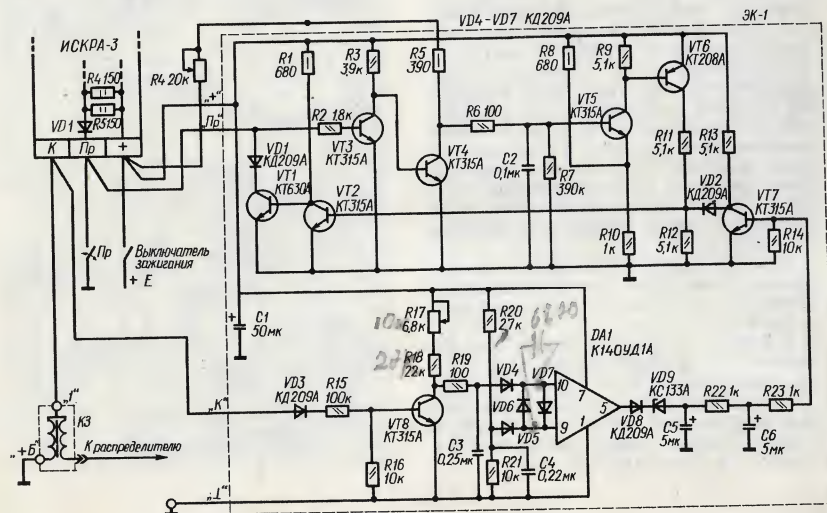 VD4-VD7 КД209А
ЭК-1
ИСКРА-3
R4 150
R5150
VD1
К
Пр
+
R4 20к
„+“
„Пр“
R1
680
R3
3,9к
R5
390
R8
680
R9
5,1к
VT6
КТ208А
R2 1,8к
VT3
КТ315А
R6 100
VT5
КТ315А
VD1
КД209А
VT1
КТ630А
VT2
КТ315А
VT4
КТ315А
C2
0,1мк
R7
390к
R11
5,1к
R13
5,1к
VD2
КД209А
VT7
КТ315А
R10
1к
R12
5,1к
R14
10к
Пр
Выключатель
зажигания
+ Е
+
C1
50мк
R17
6,8к
R18
22к
R19
100
R20
27к
DA1
К140УД1А
VD4
VD7
VD6
VD5
10
9
7
1
5
VD9
КС133А
VD8
КД209А
R22 1к
R23 1к
+
C5
5мк
+
C6
5мк
„К“
VD3
КД209А
R15
100к
VT8
КТ315А
R16
10к
C3
0,25мк
R21
10к
C4
0,22мк
„1“
КЗ
„+Б“
К распределителю
„⊥“